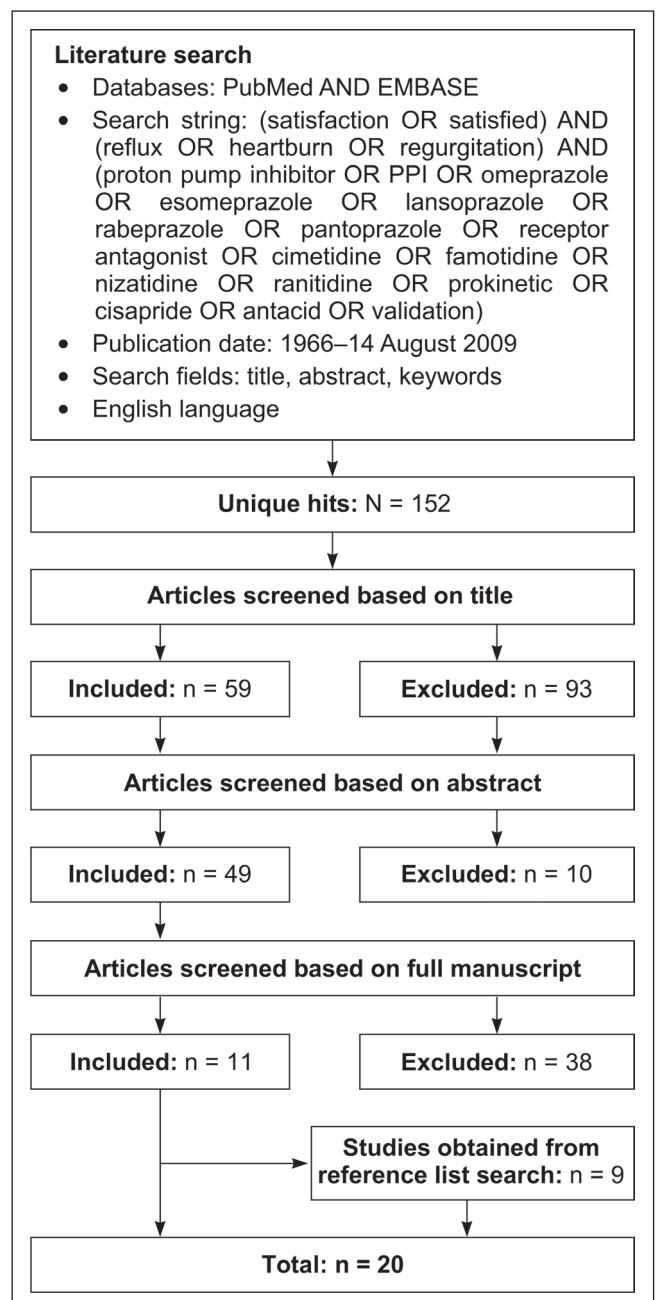 Literature search
• Databases: PubMed AND EMBASE
• Search string: (satisfaction OR satisfied) AND
(reflux OR heartburn OR regurgitation) AND
(proton pump inhibitor OR PPI OR omeprazole
OR esomeprazole OR lansoprazole OR
rabeprazole OR pantoprazole OR receptor
antagonist OR cimetidine OR famotidine OR
nizatidine OR ranitidine OR prokinetic OR
cisapride OR antacid OR validation)
• Publication date: 1966–14 August 2009
• Search fields: title, abstract, keywords
• English language
Unique hits: N = 152
Articles screened based on title
Included: n = 59
Excluded: n = 93
Articles screened based on abstract
Included: n = 49
Excluded: n = 10
Articles screened based on full manuscript
Included: n = 11
Excluded: n = 38
Studies obtained from
reference list search: n = 9
Total: n = 20